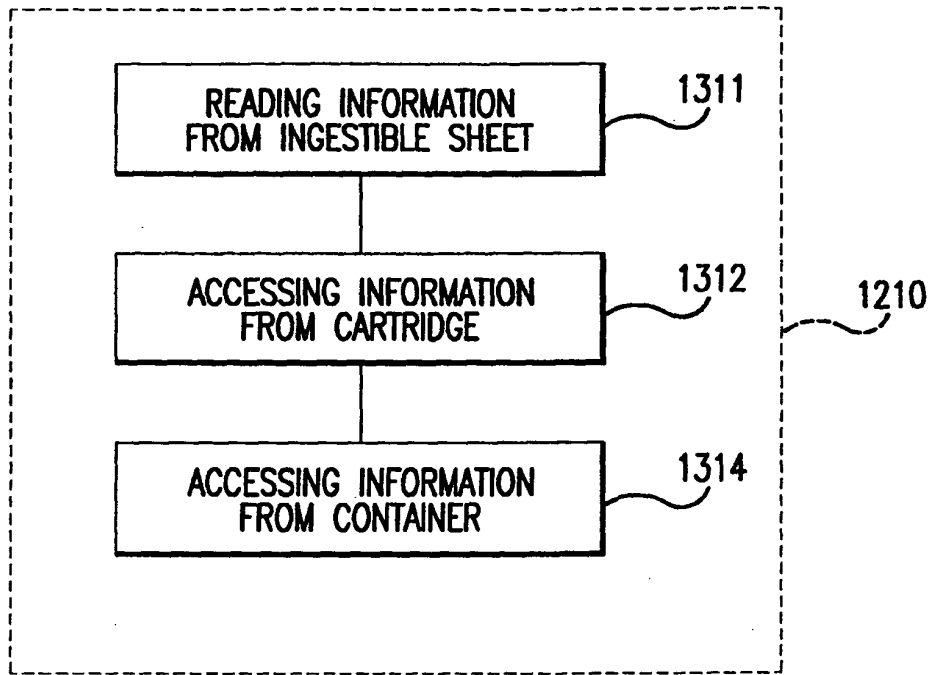 READING INFORMATION
FROM INGESTIBLE SHEET
1311
ACCESSING INFORMATION
FROM CARTRIDGE
1312
1210
ACCESSING INFORMATION
FROM CONTAINER
1314